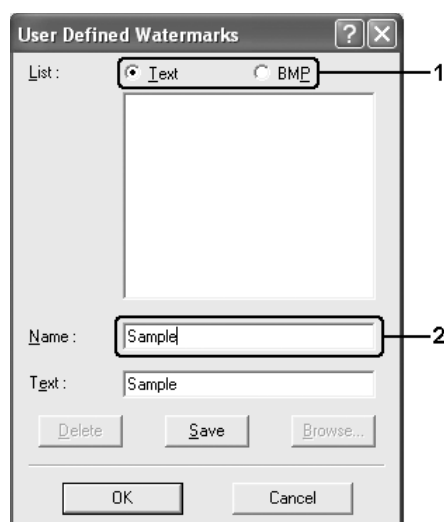 User Defined Watermarks ? X
List : Text BMP 1
Name : Sample 2
Text : Sample
Delete Save Browse...
OK Cancel